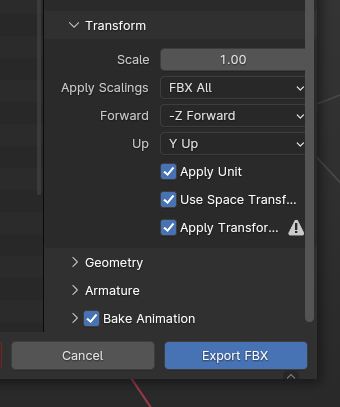 Transform
Scale 1.00
Apply Scalings FBX All
Forward -Z Forward
Up Y Up
Apply Unit
Use Space Transf...
Apply Transfor...
Geometry
Armature
Bake Animation
Cancel Export FBX